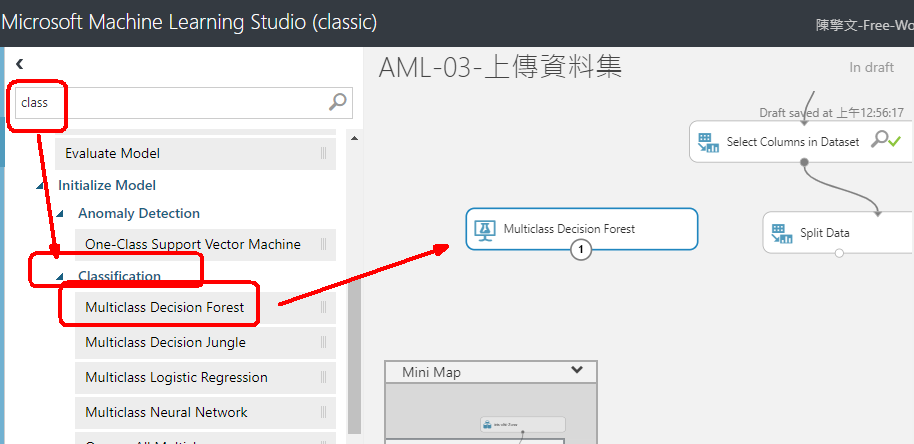 Microsoft Machine Learning Studio (classic)
陳擎文-Free-Wo
AML-03-上傳資料集
In draft
class
Draft saved at 上午12:56:17
Select Columns in Dataset
Evaluate Model
Initialize Model
Anomaly Detection
One-Class Support Vector Machine
Multiclass Decision Forest
1
Split Data
Classification
Multiclass Decision Forest
Multiclass Decision Jungle
Multiclass Logistic Regression
Multiclass Neural Network
Mini Map